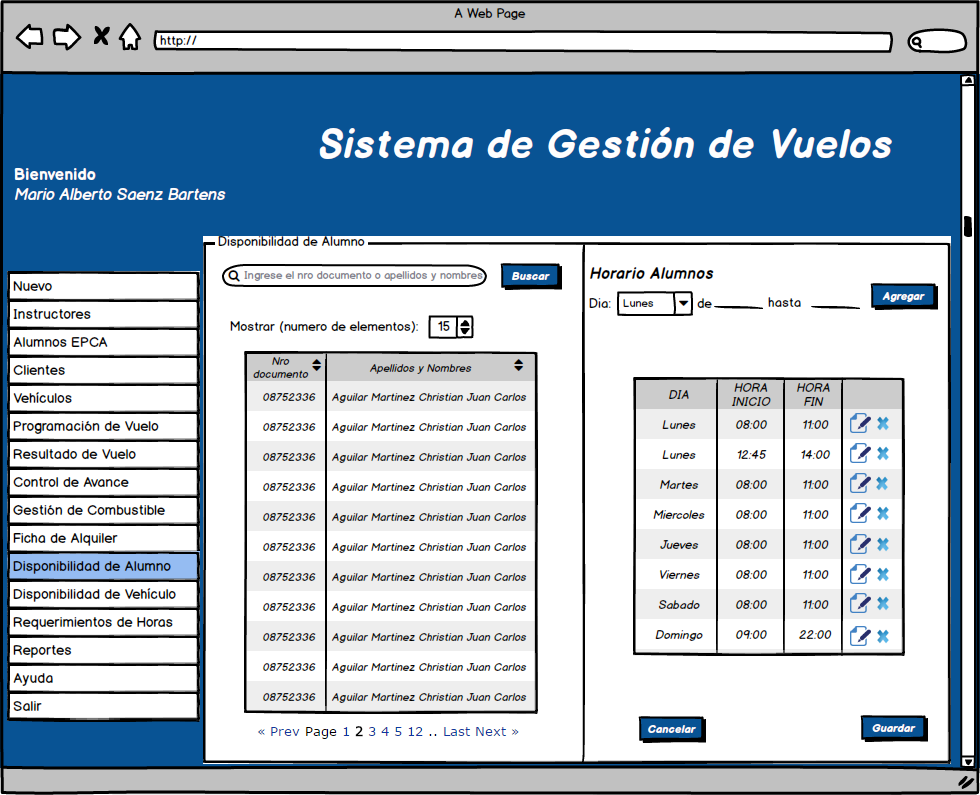 A Web Page
http://
Sistema de Gestión de Vuelos
Bienvenido
Mario Alberto Saenz Bartens
Nuevo
Instructores
Alumnos EPCA
Clientes
Vehículos
Programación de Vuelo
Resultado de Vuelo
Control de Avance
Gestión de Combustible
Ficha de Alquiler
Disponibilidad de Alumno
Disponibilidad de Vehículo
Requerimientos de Horas
Reportes
Ayuda
Salir
Disponibilidad de Alumno
Ingrese el nro documento o apellidos y nombres
Buscar
Mostrar (numero de elementos): 15
Nro documento Apellidos y Nombres
08752336 Aguilar Martinez Christian Juan Carlos
08752336 Aguilar Martinez Christian Juan Carlos
08752336 Aguilar Martinez Christian Juan Carlos
08752336 Aguilar Martinez Christian Juan Carlos
08752336 Aguilar Martinez Christian Juan Carlos
08752336 Aguilar Martinez Christian Juan Carlos
08752336 Aguilar Martinez Christian Juan Carlos
08752336 Aguilar Martinez Christian Juan Carlos
08752336 Aguilar Martinez Christian Juan Carlos
08752336 Aguilar Martinez Christian Juan Carlos
08752336 Aguilar Martinez Christian Juan Carlos
« Prev Page 1 2 3 4 5 12 .. Last Next »
Horario Alumnos
Dia: Lunes de ______ hasta ______
Agregar
DIA HORA INICIO HORA FIN
Lunes 08:00 11:00
Lunes 12:45 14:00
Martes 08:00 11:00
Miercoles 08:00 11:00
Jueves 08:00 11:00
Viernes 08:00 11:00
Sabado 08:00 11:00
Domingo 09:00 22:00
Cancelar
Guardar